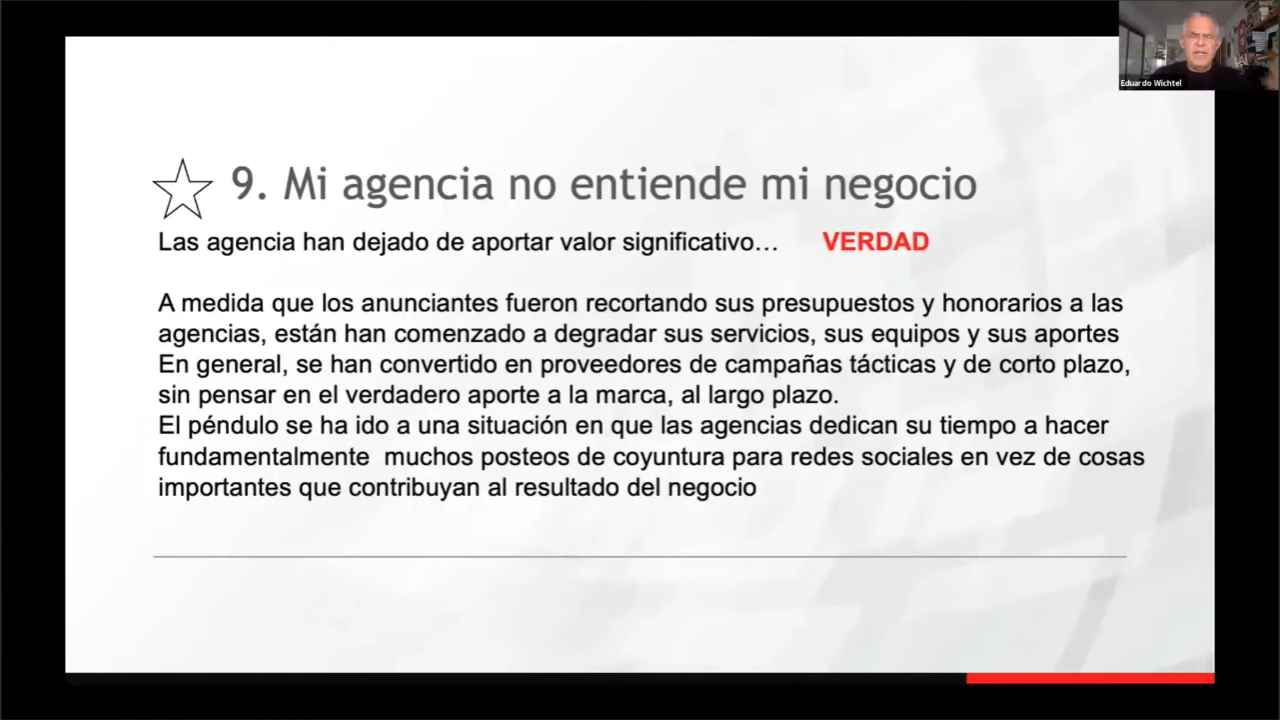 Eduardo Wichtel
9. Mi agencia no entiende mi negocio
Las agencia han dejado de aportar valor significativo... VERDAD
A medida que los anunciantes fueron recortando sus presupuestos y honorarios a las
agencias, están han comenzado a degradar sus servicios, sus equipos y sus aportes
En general, se han convertido en proveedores de campañas tácticas y de corto plazo,
sin pensar en el verdadero aporte a la marca, al largo plazo.
El péndulo se ha ido a una situación en que las agencias dedican su tiempo a hacer
fundamentalmente muchos posteos de coyuntura para redes sociales en vez de cosas
importantes que contribuyan al resultado del negocio